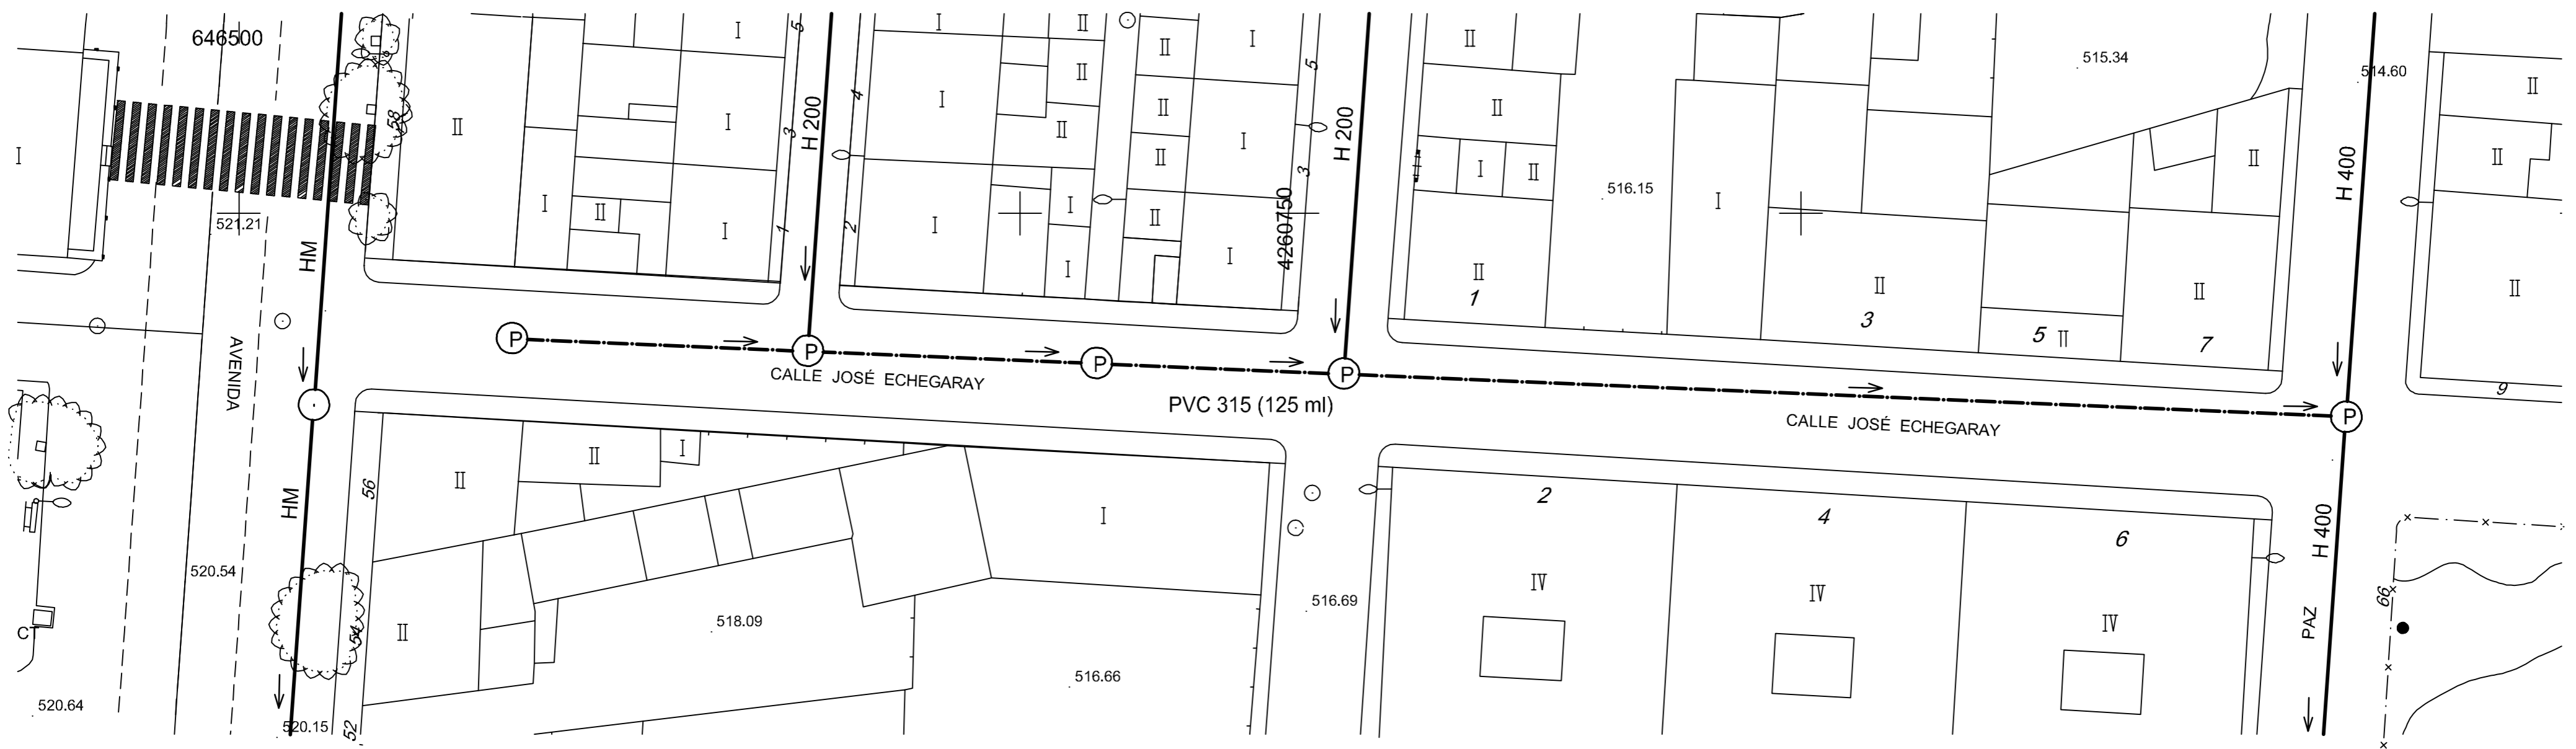 646500
I
II
II
515.34
514.60
II
I
II
II
I
5
5
II
II
4
H 200
I
II
I
58
II
I
3
II
II
I
H 200
II
H 400
I
II
3
I
II
II
II
516.15
I
2
I
I
II
I
521.21
I
II
I
1
4260750
HM
I
I
II
1
II
3
5
II
II
7
II
9
AVENIDA
P
P
P
P
P
CALLE JOSÉ ECHEGARAY
PVC 315 (125 ml)
CALLE JOSÉ ECHEGARAY
II
I
II
56
HM
I
2
4
6
H 400
520.54
IV
IV
IV
516.69
66
PAZ
518.09
II
54
CT
516.66
520.64
520.15
52